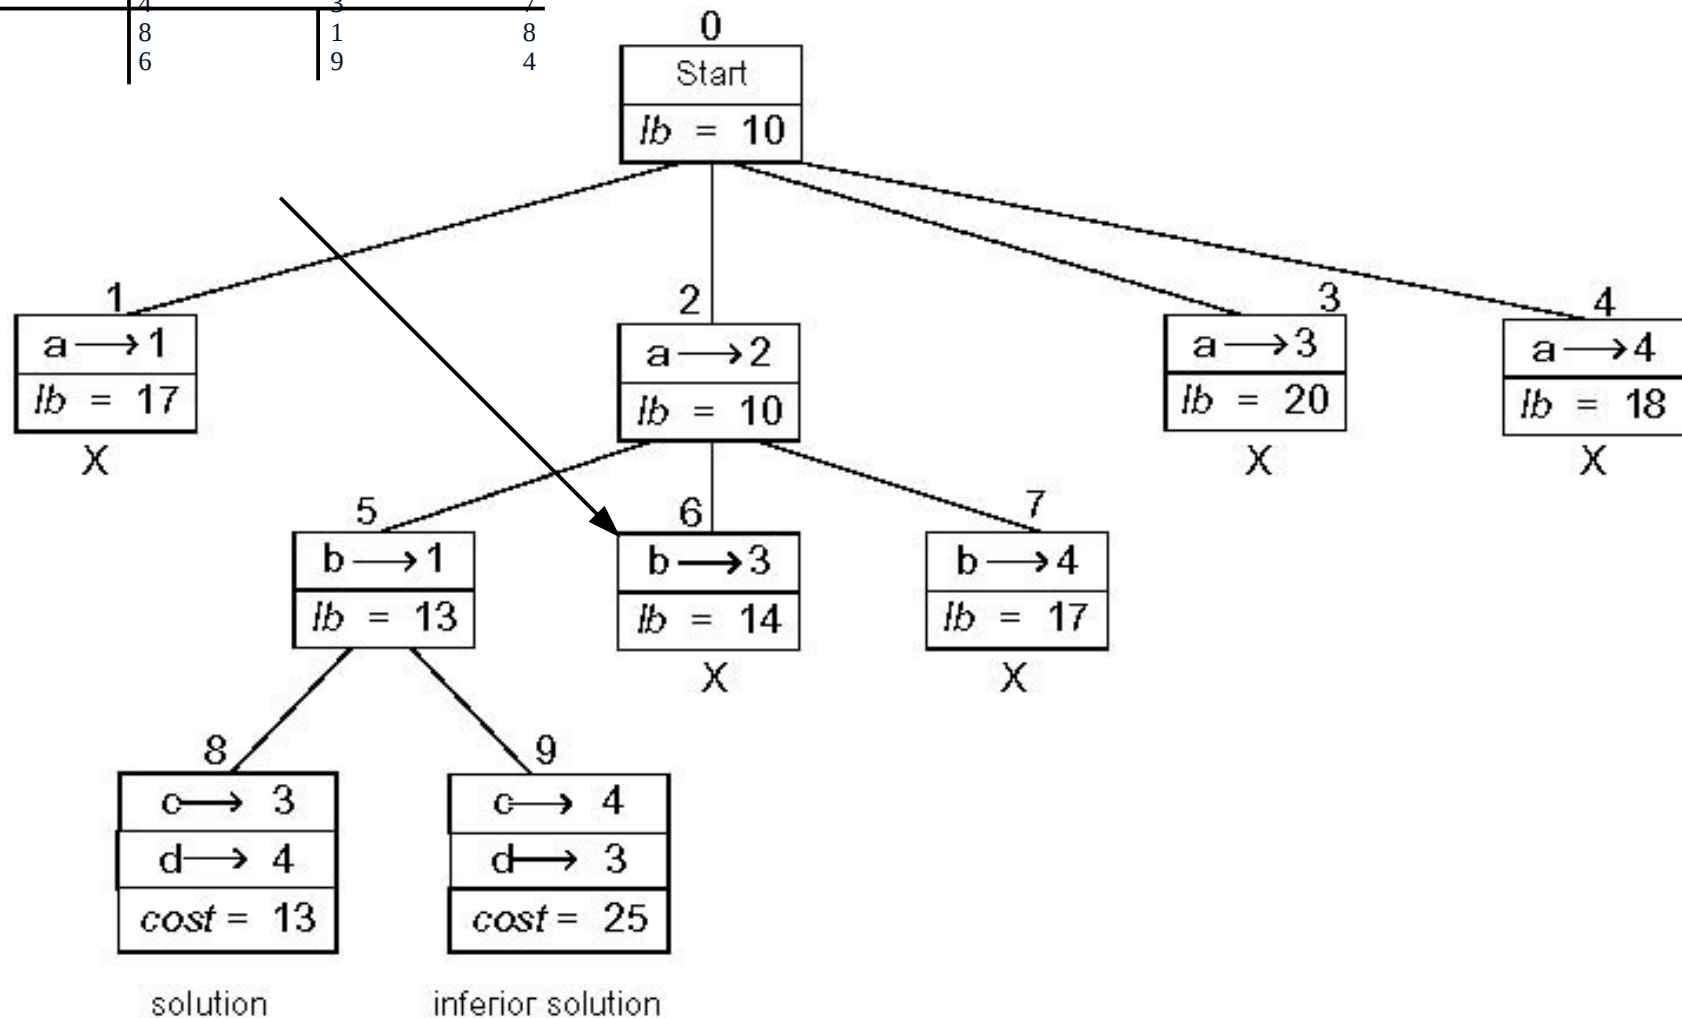 8 1 8
6 9 4
0
Start
lb = 10
1
a → 1
lb = 17
X
2
a → 2
lb = 10
3
a → 3
lb = 20
X
4
a → 4
lb = 18
X
5
b → 1
lb = 13
6
b → 3
lb = 14
X
7
b → 4
lb = 17
X
8
c → 3
d → 4
cost = 13
solution
9
c → 4
d → 3
cost = 25
inferior solution